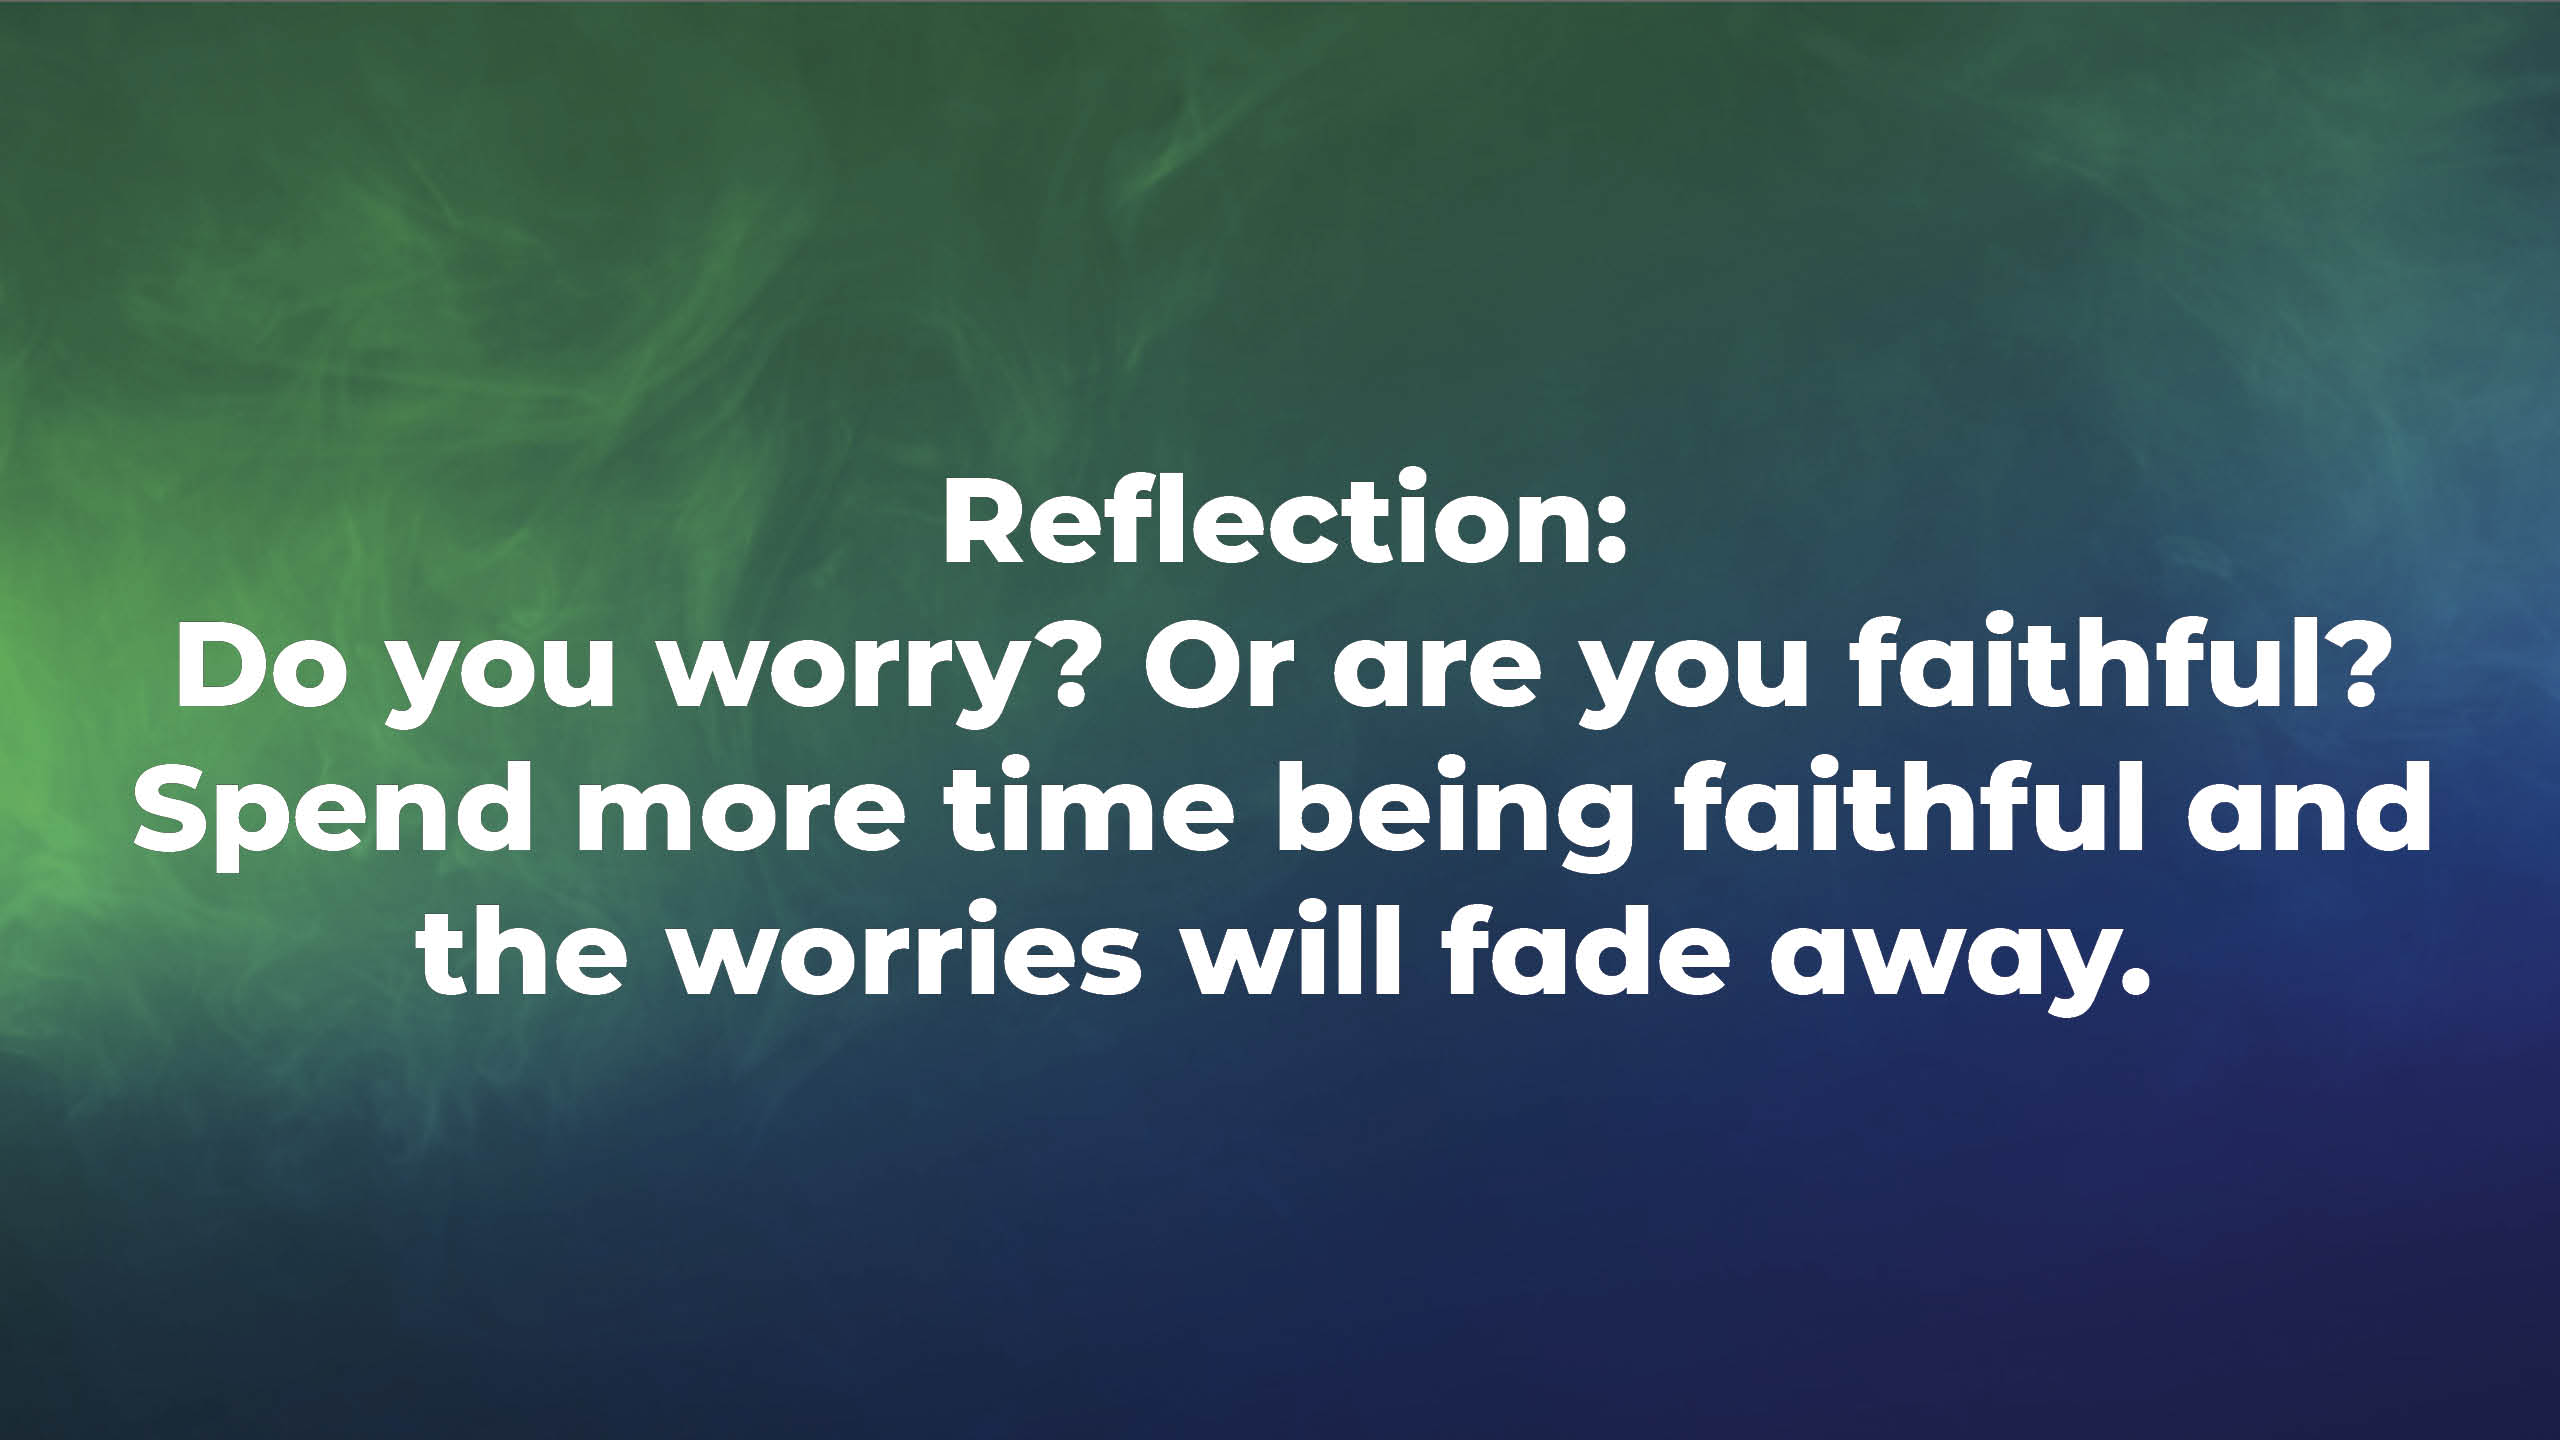 Reflection:
Do you worry? Or are you faithful?
Spend more time being faithful and
the worries will fade away.